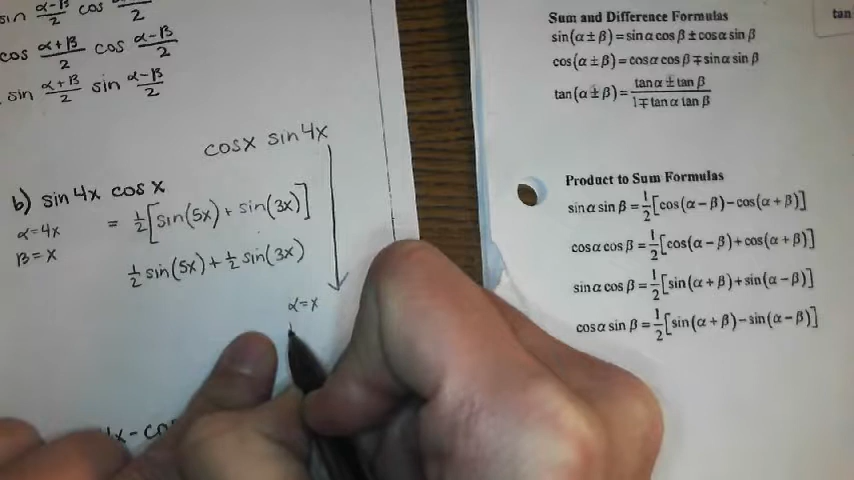 sin α-β/2 cos
cos α+β/2 cos α-β/2
sin α+β/2 sin α-β/2
cosx sin4x
b) sin4x cosx
α=4x
= 1/2[sin(5x) + sin(3x)]
β=x
1/2 sin(5x) + 1/2 sin(3x)
α=x
4x - co
Sum and Difference Formulas
sin(α ± β) = sin α cos β ± cos α sin β
cos(α ± β) = cos α cos β ∓ sin α sin β
tan(α ± β) = tan α ± tan β / 1 ∓ tan α tan β
Product to Sum Formulas
sin α sin β = 1/2[cos(α − β) − cos(α + β)]
cos α cos β = 1/2[cos(α − β) + cos(α + β)]
sin α cos β = 1/2[sin(α + β) + sin(α − β)]
cos α sin β = 1/2[sin(α + β) − sin(α − β)]
tan